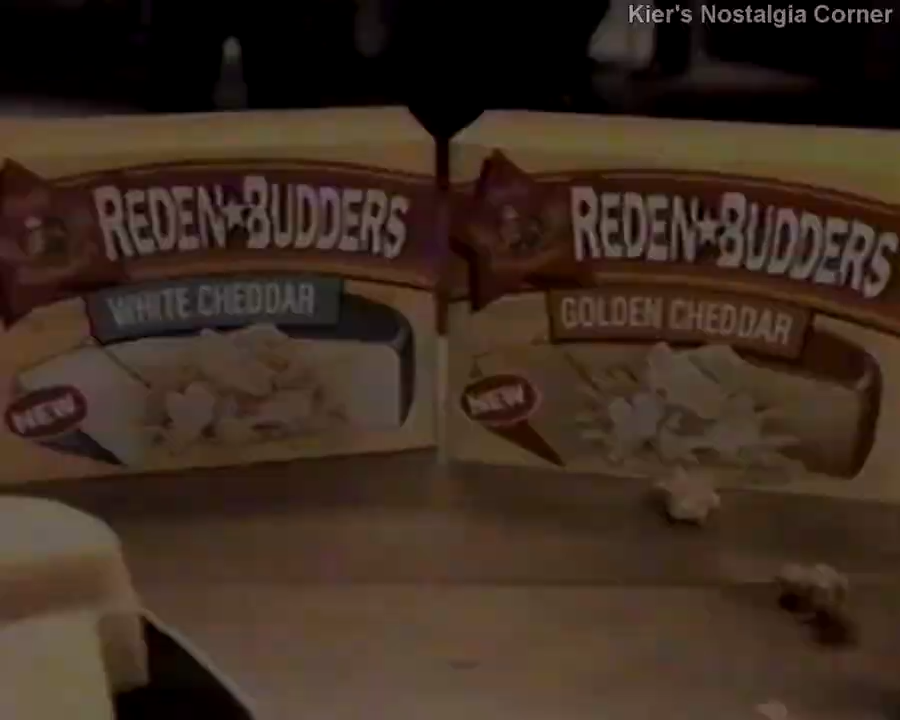 Kier's Nostalgia Corner
REDEN★BUDDERS
WHITE CHEDDAR
NEW
REDEN★BUDDERS
GOLDEN CHEDDAR
NEW